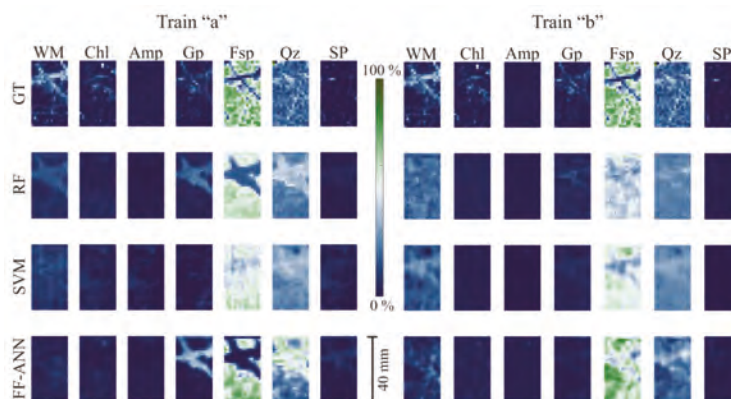 Train “a”
Train “b”
WM Chl Amp Gp Fsp Qz SP
WM Chl Amp Gp Fsp Qz SP
100 %
GT
RF
SVM
0 %
FF-ANN
40 mm